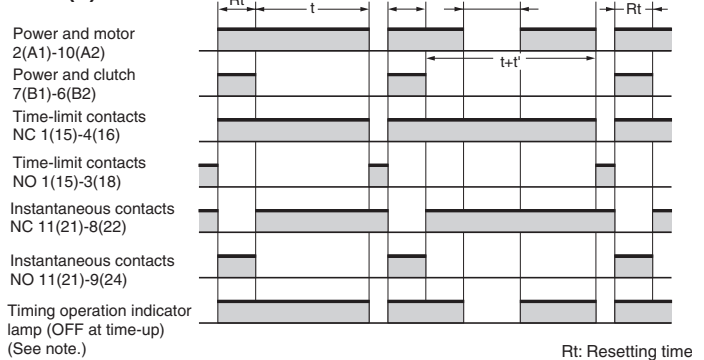 Rt
t
Rt
Power and motor
2(A1)-10(A2)
t+t'
Power and clutch
7(B1)-6(B2)
Time-limit contacts
NC 1(15)-4(16)
Time-limit contacts
NO 1(15)-3(18)
Instantaneous contacts
NC 11(21)-8(22)
Instantaneous contacts
NO 11(21)-9(24)
Timing operation indicator
lamp (OFF at time-up)
(See note.)
Rt: Resetting time